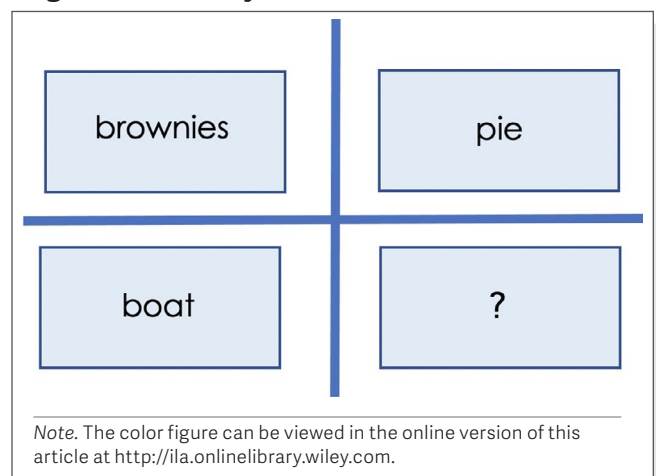 brownies
pie
boat
?
Note. The color figure can be viewed in the online version of this
article at http://ila.onlinelibrary.wiley.com.